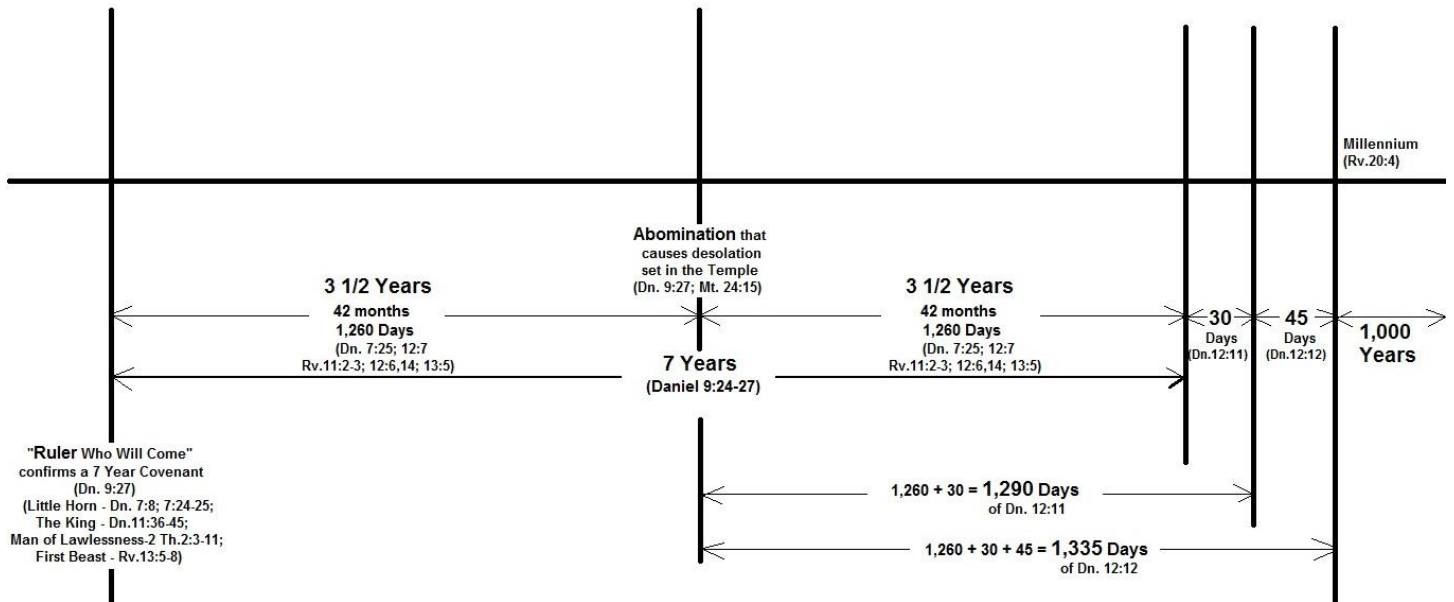 Millennium
(Rv.20:4)
Abomination that
causes desolation
set in the Temple
(Dn. 9:27; Mt. 24:15)
3 1/2 Years
42 months
1,260 Days
(Dn. 7:25; 12:7
Rv.11:2-3; 12:6,14; 13:5)
3 1/2 Years
42 months
1,260 Days
(Dn. 7:25; 12:7
Rv.11:2-3; 12:6,14; 13:5)
30
Days
(Dn.12:11)
45
Days
(Dn.12:12)
1,000
Years
7 Years
(Daniel 9:24-27)
"Ruler Who Will Come"
confirms a 7 Year Covenant
(Dn. 9:27)
(Little Horn - Dn. 7:8; 7:24-25;
The King - Dn.11:36-45;
Man of Lawlessness-2 Th.2:3-11;
First Beast - Rv.13:5-8)
1,260 + 30 = 1,290 Days
of Dn. 12:11
1,260 + 30 + 45 = 1,335 Days
of Dn. 12:12